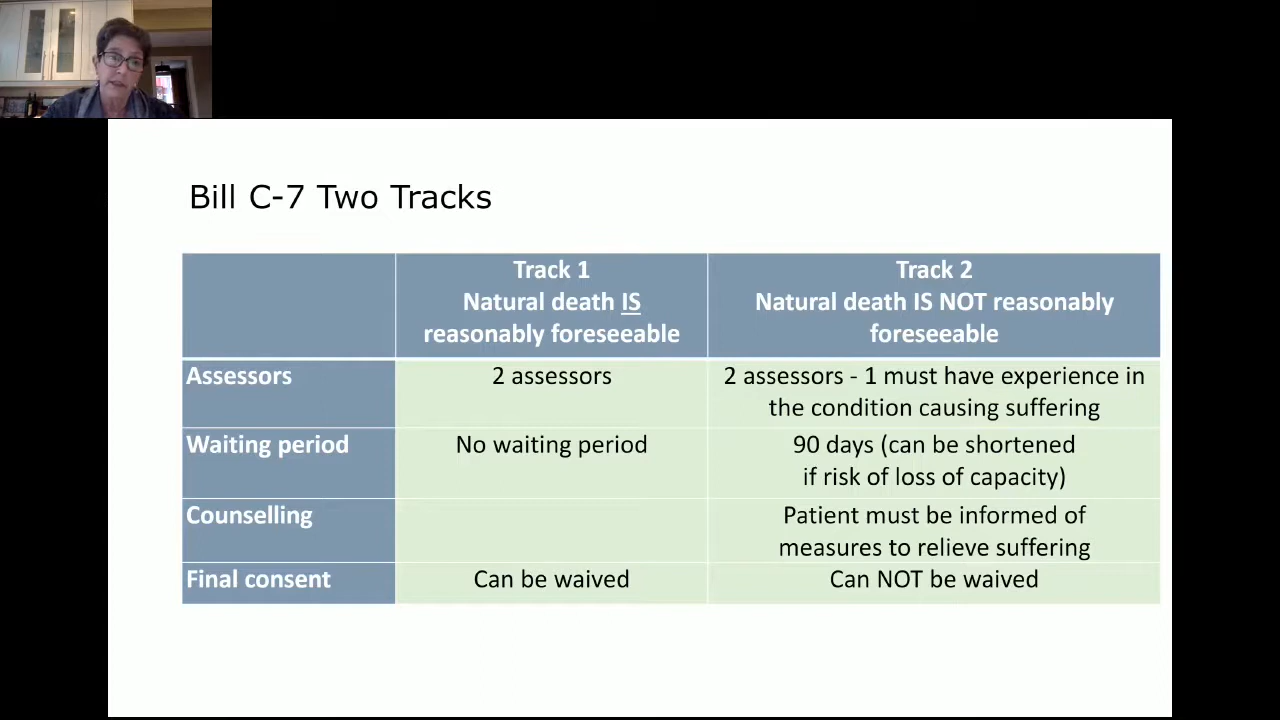 Bill C-7 Two Tracks
Track 1
Natural death IS
reasonably foreseeable
Track 2
Natural death IS NOT reasonably
foreseeable
Assessors
2 assessors
2 assessors - 1 must have experience in
the condition causing suffering
Waiting period
No waiting period
90 days (can be shortened
if risk of loss of capacity)
Counselling
Patient must be informed of
measures to relieve suffering
Final consent
Can be waived
Can NOT be waived